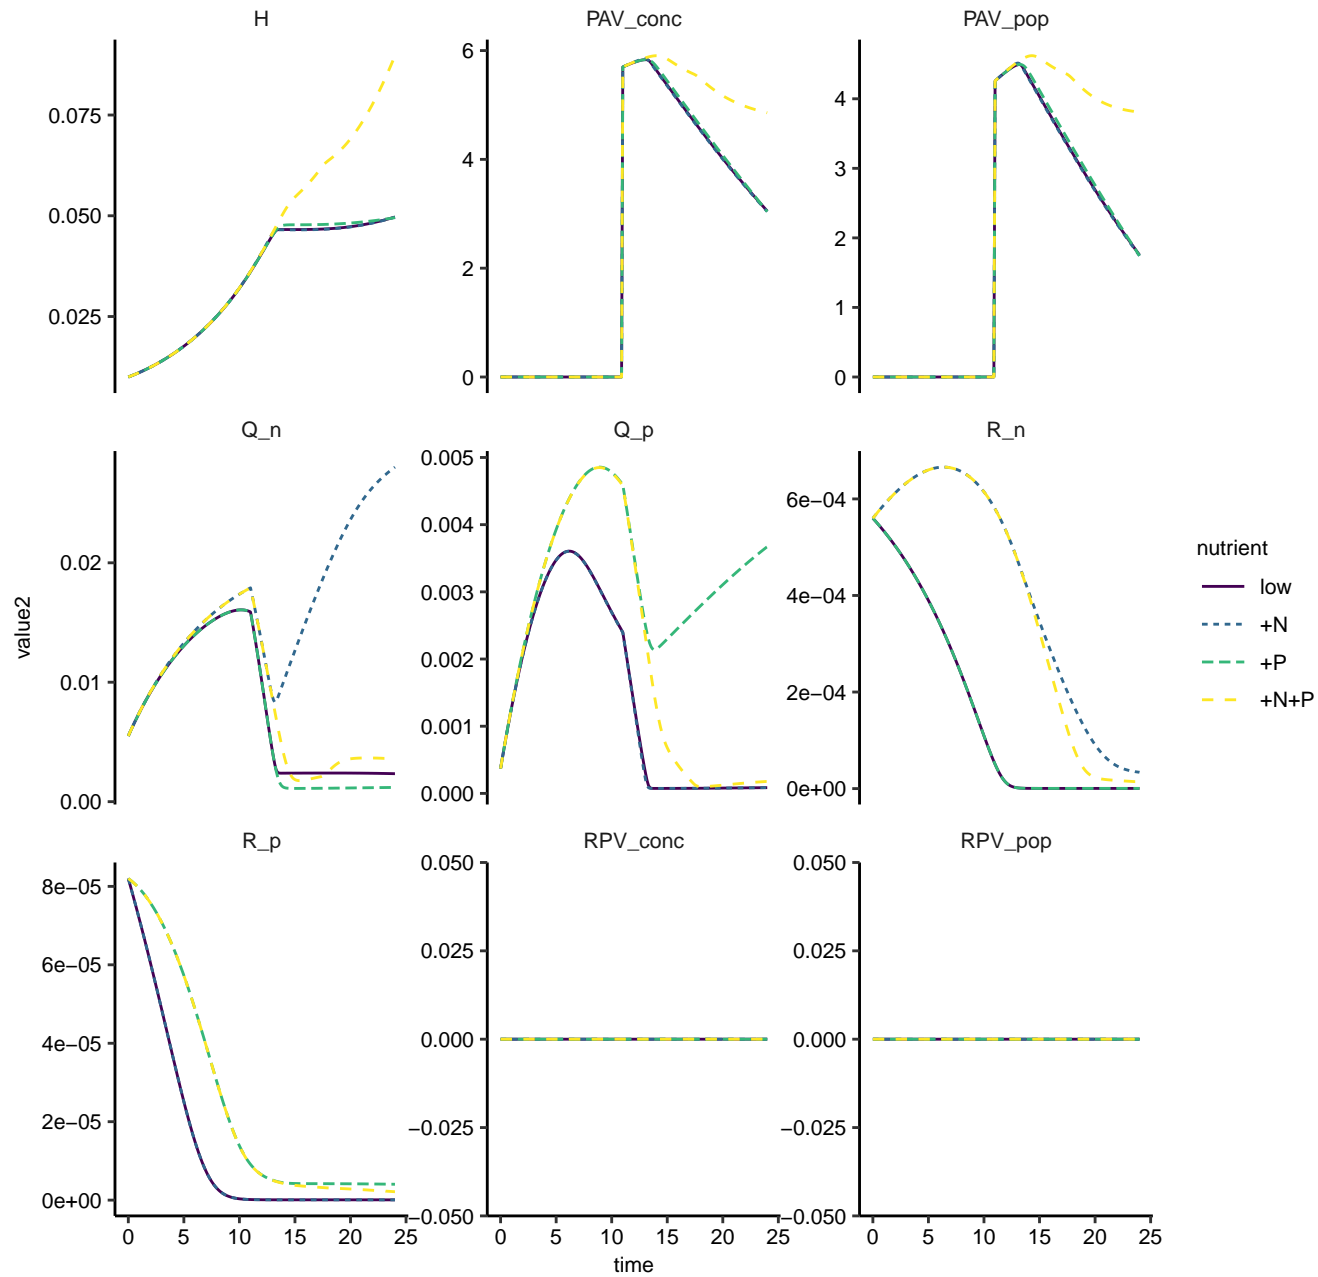 H
PAV_conc
PAV_pop
0.075
0.050
0.025
6
4
2
0
4
3
2
1
0
Q_n
Q_p
R_n
0.02
0.01
0.00
0.005
0.004
0.003
0.002
0.001
0.000
6e−04
4e−04
2e−04
0e+00
value2
nutrient
low
+N
+P
+N+P
R_p
RPV_conc
RPV_pop
8e−05
6e−05
4e−05
2e−05
0e+00
0.050
0.025
0.000
−0.025
−0.050
0.050
0.025
0.000
−0.025
−0.050
0 5 10 15 20 25
0 5 10 15 20 25
0 5 10 15 20 25
time